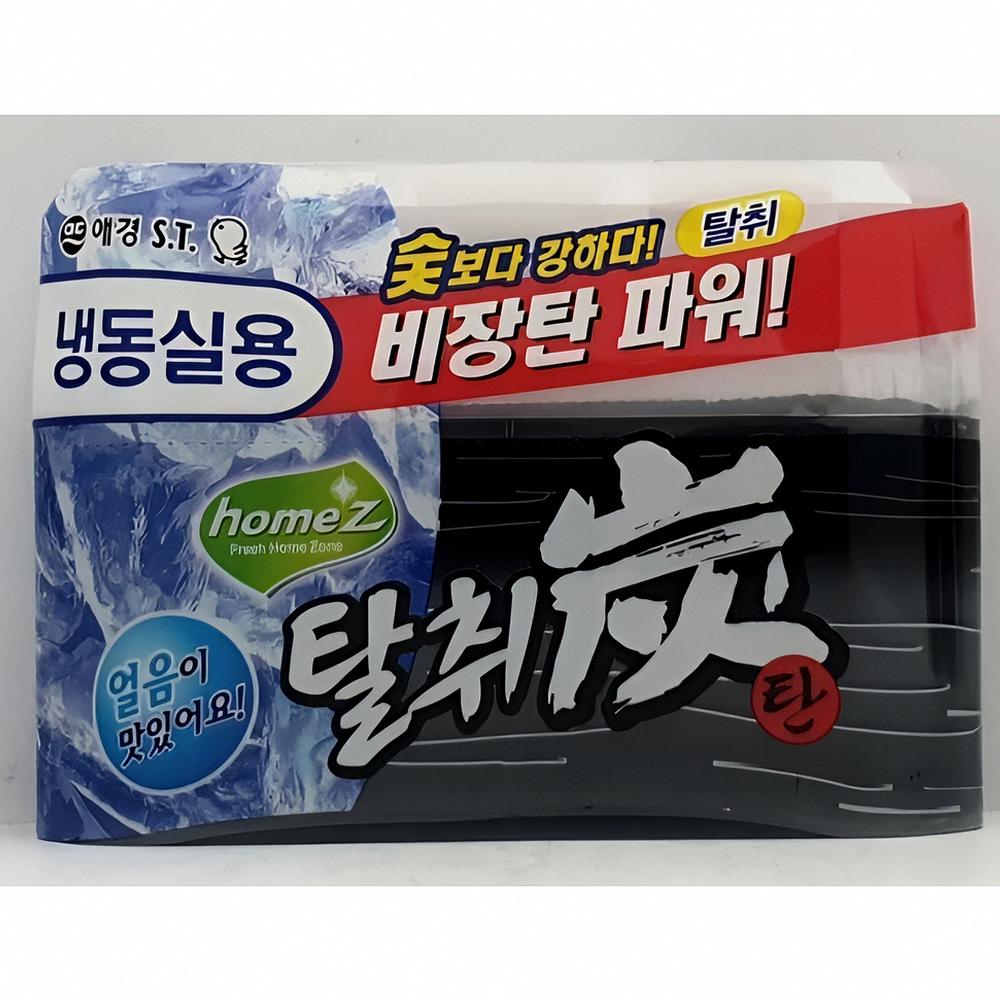 애경 S.T.
숯보다 강하다!
탈취
비장탄 파워!
냉동실용
homeZ
Fresh Home Zone
탈취炭
탄
얼음이
맛있어요!